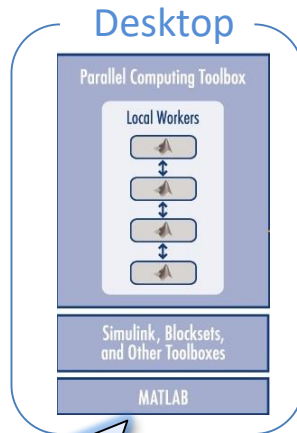 Desktop
Parallel Computing Toolbox
Local Workers
Simulink, Blocksets,
and Other Toolboxes
MATLAB